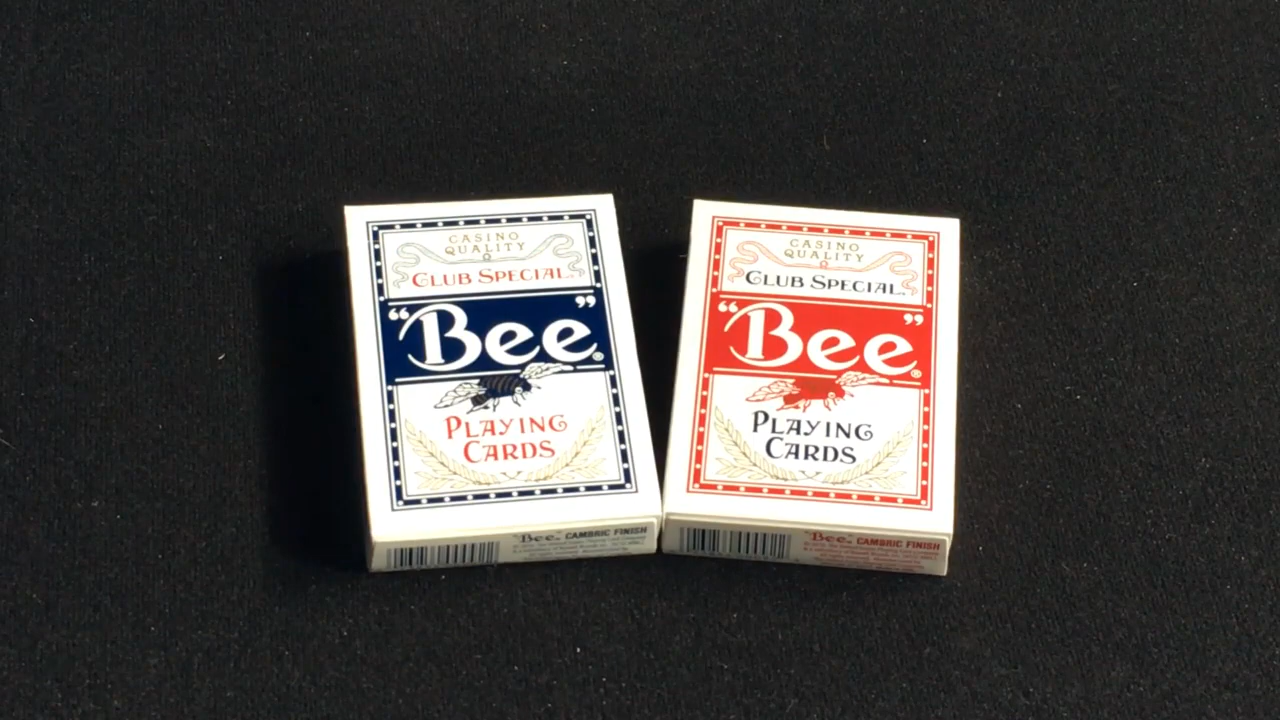 CASINO
QUALITY
CLUB SPECIAL
"Bee"®
PLAYING
CARDS
"Bee® CAMBRIC FINISH
CASINO
QUALITY
CLUB SPECIAL
"Bee"®
PLAYING
CARDS
"Bee® CAMBRIC FINISH